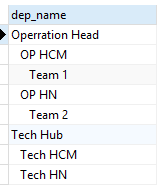 dep_name
Operration Head
OP HCM
Team 1
OP HN
Team 2
Tech Hub
Tech HCM
Tech HN